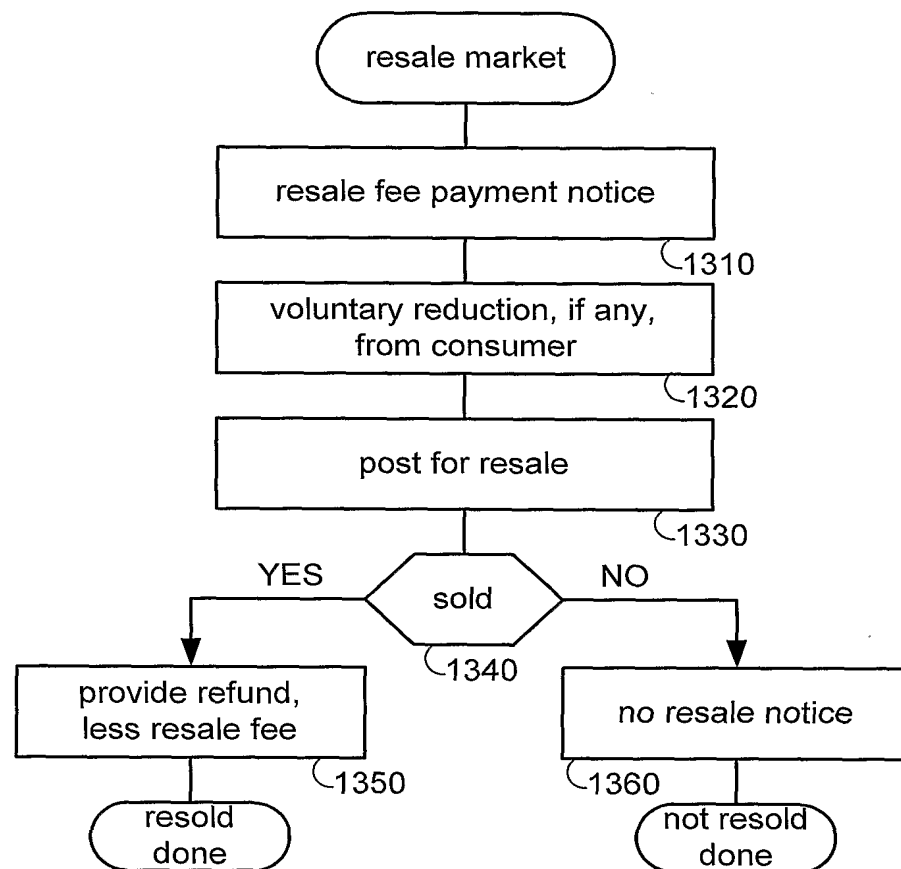 resale market
resale fee payment notice
1310
voluntary reduction, if any,
from consumer
1320
post for resale
1330
YES
NO
sold
1340
provide refund,
less resale fee
1350
no resale notice
1360
resold
done
not resold
done